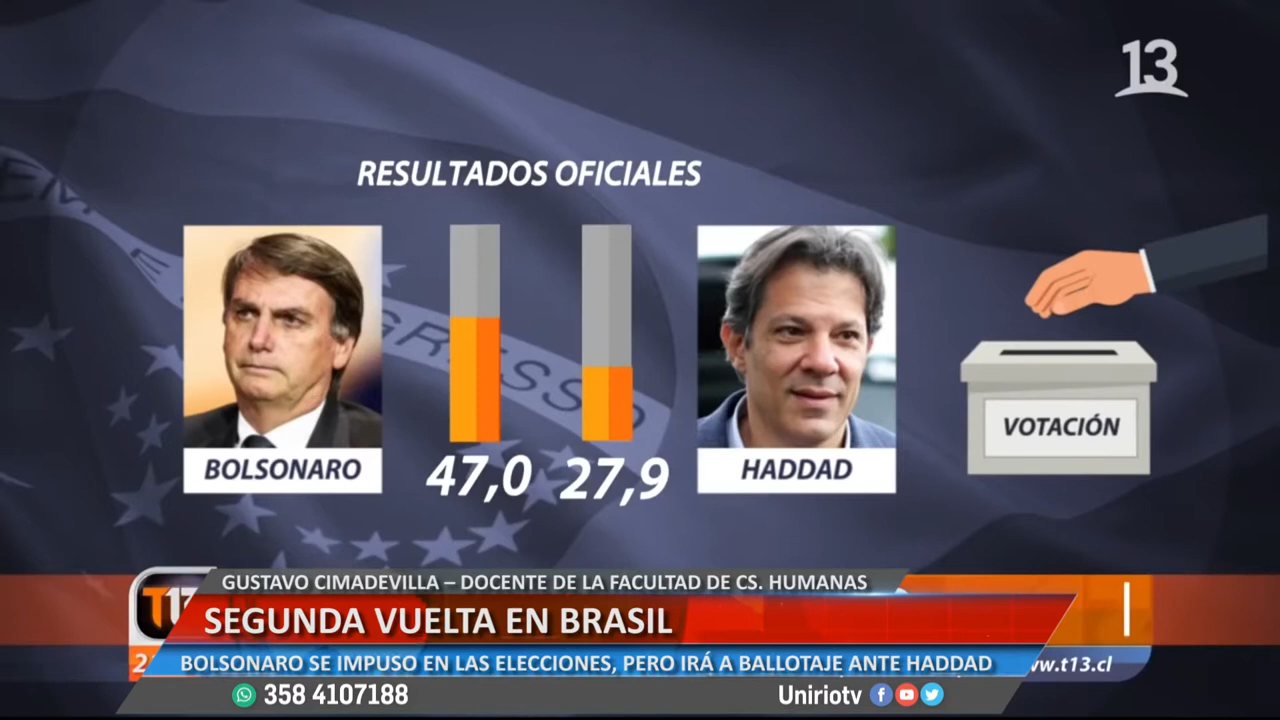 13
RESULTADOS OFICIALES
BOLSONARO
47,0
27,9
HADDAD
VOTACIÓN
GUSTAVO CIMADEVILLA – DOCENTE DE LA FACULTAD DE CS. HUMANAS
T13
SEGUNDA VUELTA EN BRASIL
BOLSONARO SE IMPUSO EN LAS ELECCIONES, PERO IRÁ A BALLOTAJE ANTE HADDAD
www.t13.cl
358 4107188
Uniriotv